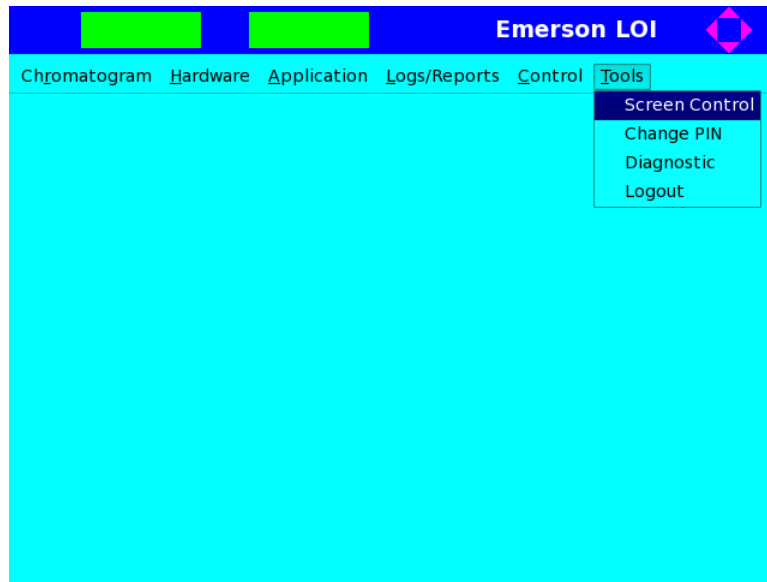 Emerson LOI
Chromatogram Hardware Application Logs/Reports Control Tools
Screen Control
Change PIN
Diagnostic
Logout